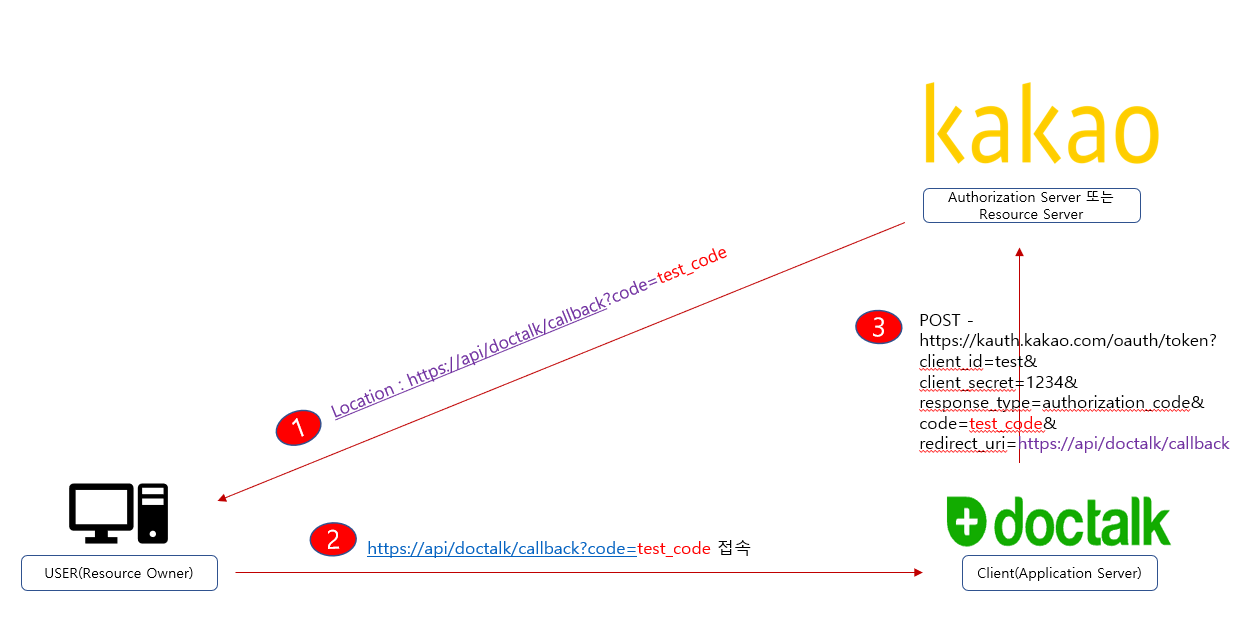 kakao
Authorization Server 또는
Resource Server
Location : https://api/doctalk/callback?code=test_code
1
3
POST -
https://kauth.kakao.com/oauth/token?
client_id=test&
client_secret=1234&
response_type=authorization_code&
code=test_code&
redirect_uri=https://api/doctalk/callback
2
https://api/doctalk/callback?code=test_code 접속
doctalk
USER(Resource Owner)
Client(Application Server)